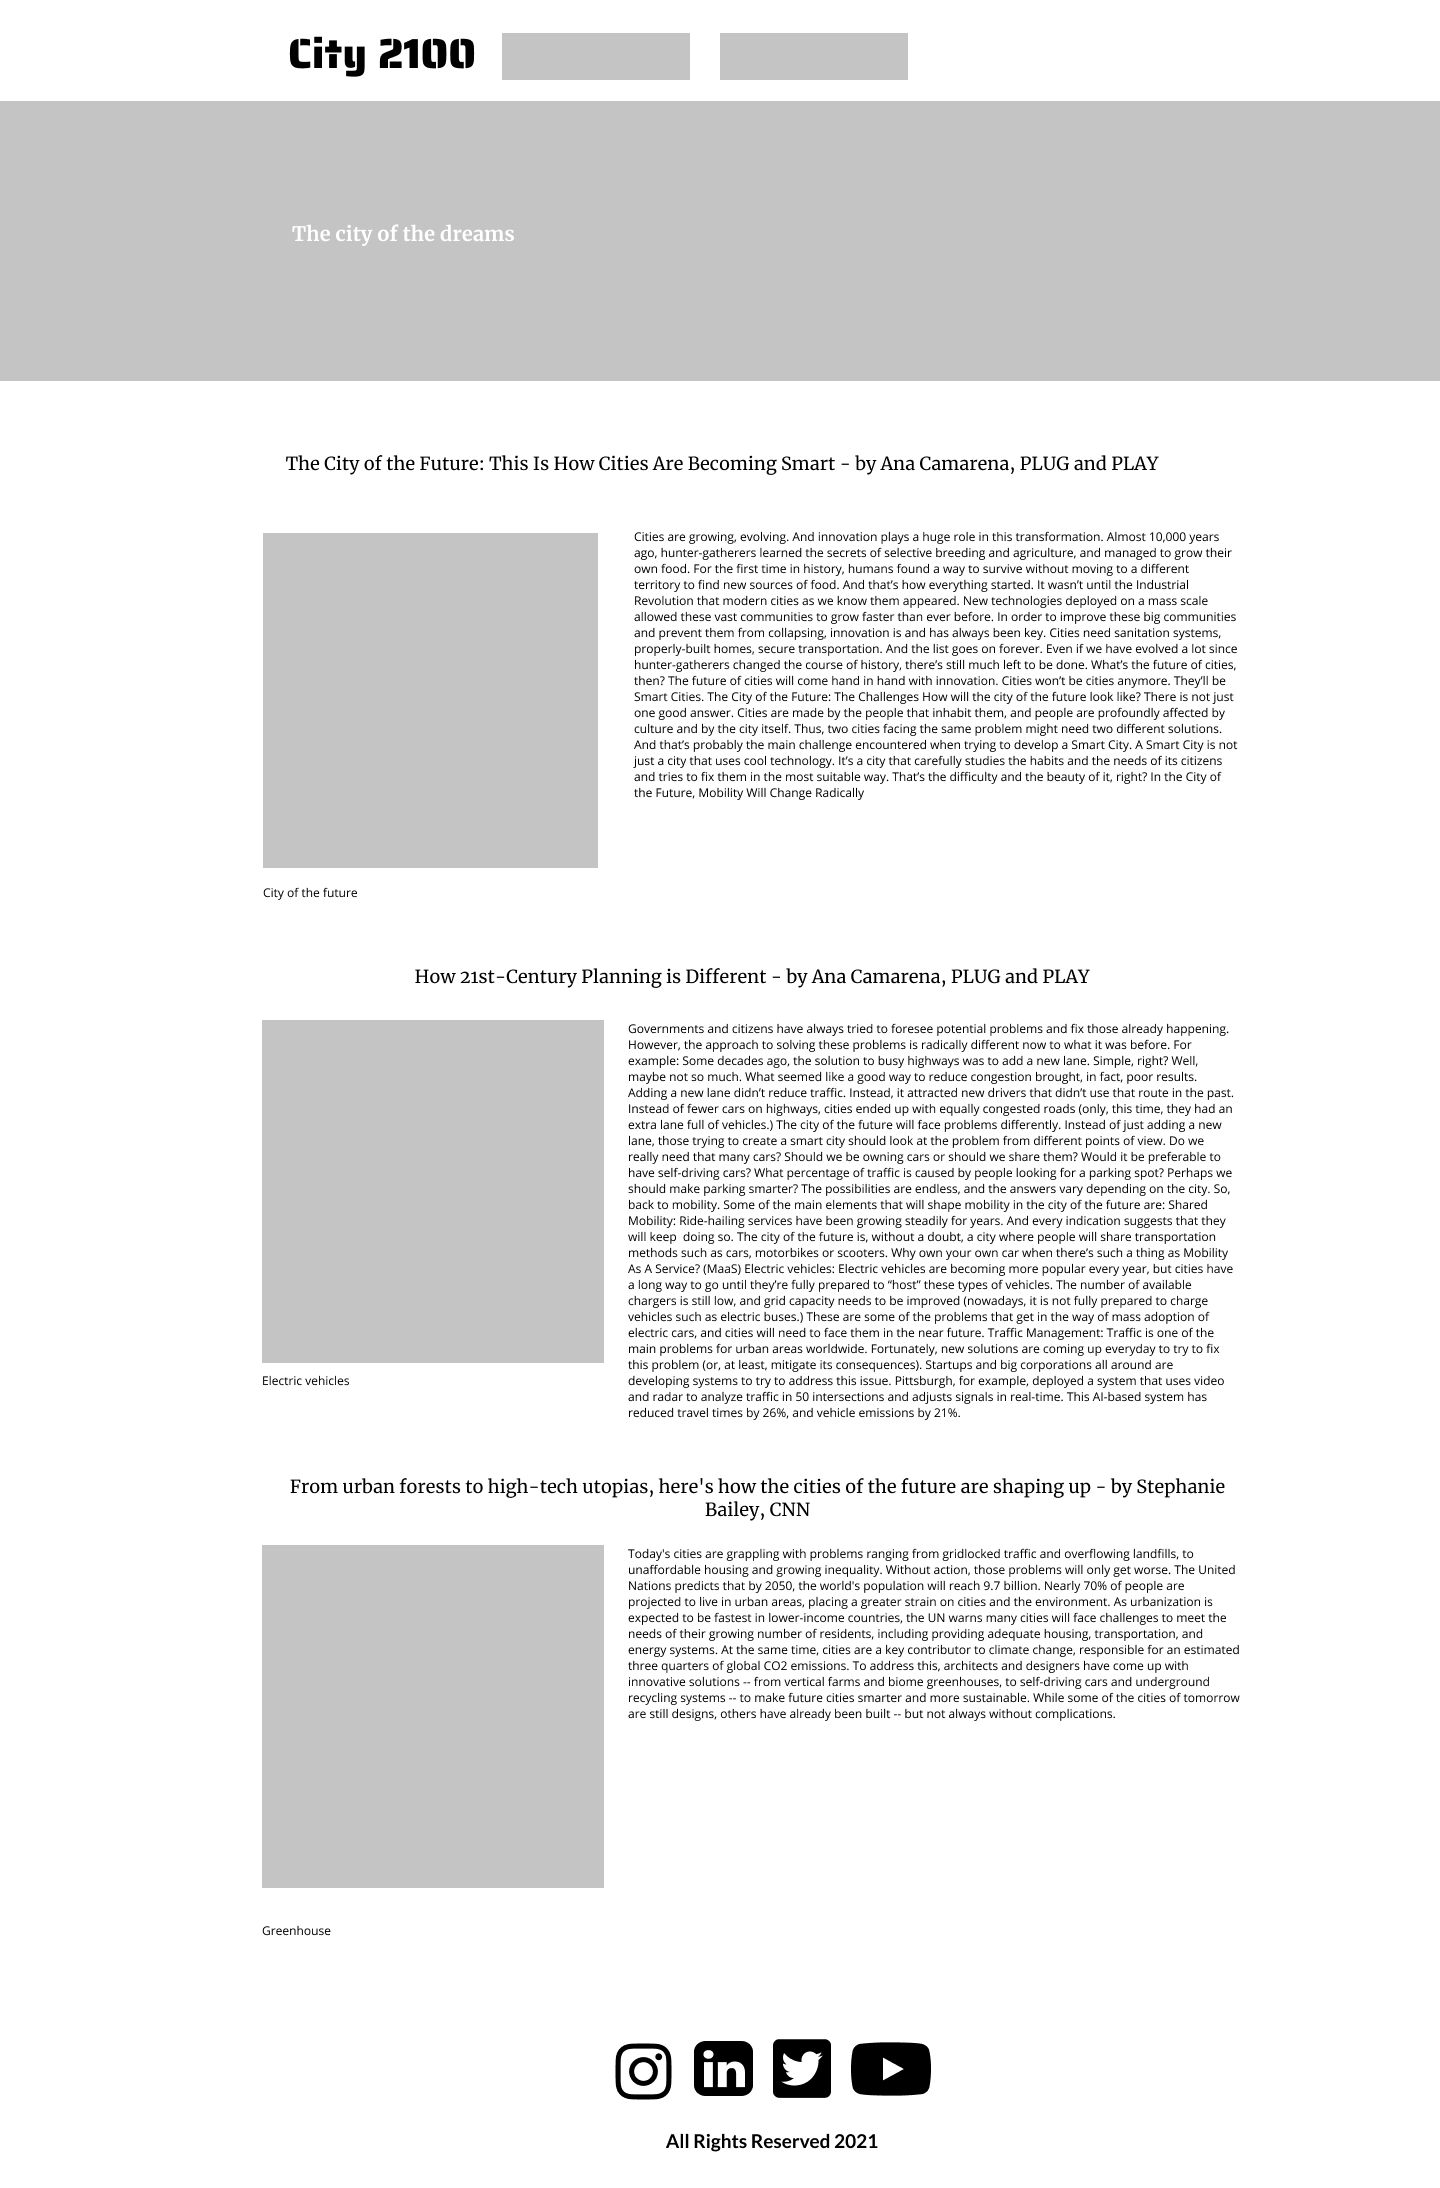 City 2100
The city of the dreams
The City of the Future: This Is How Cities Are Becoming Smart - by Ana Camarena, PLUG and PLAY
Cities are growing, evolving. And innovation plays a huge role in this transformation. Almost 10,000 years
ago, hunter-gatherers learned the secrets of selective breeding and agriculture, and managed to grow their
own food. For the first time in history, humans found a way to survive without moving to a different
territory to find new sources of food. And that’s how everything started. It wasn’t until the Industrial
Revolution that modern cities as we know them appeared. New technologies deployed on a mass scale
allowed these vast communities to grow faster than ever before. In order to improve these big communities
and prevent them from collapsing, innovation is and has always been key. Cities need sanitation systems,
properly-built homes, secure transportation. And the list goes on forever. Even if we have evolved a lot since
hunter-gatherers changed the course of history, there’s still much left to be done. What’s the future of cities,
then? The future of cities will come hand in hand with innovation. Cities won’t be cities anymore. They’ll be
Smart Cities. The City of the Future: The Challenges How will the city of the future look like? There is not just
one good answer. Cities are made by the people that inhabit them, and people are profoundly affected by
culture and by the city itself. Thus, two cities facing the same problem might need two different solutions.
And that’s probably the main challenge encountered when trying to develop a Smart City. A Smart City is not
just a city that uses cool technology. It’s a city that carefully studies the habits and the needs of its citizens
and tries to fix them in the most suitable way. That’s the difficulty and the beauty of it, right? In the City of
the Future, Mobility Will Change Radically
City of the future
How 21st-Century Planning is Different - by Ana Camarena, PLUG and PLAY
Governments and citizens have always tried to foresee potential problems and fix those already happening.
However, the approach to solving these problems is radically different now to what it was before. For
example: Some decades ago, the solution to busy highways was to add a new lane. Simple, right? Well,
maybe not so much. What seemed like a good way to reduce congestion brought, in fact, poor results.
Adding a new lane didn’t reduce traffic. Instead, it attracted new drivers that didn’t use that route in the past.
Instead of fewer cars on highways, cities ended up with equally congested roads (only, this time, they had an
extra lane full of vehicles.) The city of the future will face problems differently. Instead of just adding a new
lane, those trying to create a smart city should look at the problem from different points of view. Do we
really need that many cars? Should we be owning cars or should we share them? Would it be preferable to
have self-driving cars? What percentage of traffic is caused by people looking for a parking spot? Perhaps we
should make parking smarter? The possibilities are endless, and the answers vary depending on the city. So,
back to mobility. Some of the main elements that will shape mobility in the city of the future are: Shared
Mobility: Ride-hailing services have been growing steadily for years. And every indication suggests that they
will keep  doing so. The city of the future is, without a doubt, a city where people will share transportation
methods such as cars, motorbikes or scooters. Why own your own car when there’s such a thing as Mobility
As A Service? (MaaS) Electric vehicles: Electric vehicles are becoming more popular every year, but cities have
a long way to go until they’re fully prepared to “host” these types of vehicles. The number of available
chargers is still low, and grid capacity needs to be improved (nowadays, it is not fully prepared to charge
vehicles such as electric buses.) These are some of the problems that get in the way of mass adoption of
electric cars, and cities will need to face them in the near future. Traffic Management: Traffic is one of the
main problems for urban areas worldwide. Fortunately, new solutions are coming up everyday to try to fix
this problem (or, at least, mitigate its consequences). Startups and big corporations all around are
developing systems to try to address this issue. Pittsburgh, for example, deployed a system that uses video
and radar to analyze traffic in 50 intersections and adjusts signals in real-time. This AI-based system has
reduced travel times by 26%, and vehicle emissions by 21%.
Electric vehicles
From urban forests to high-tech utopias, here's how the cities of the future are shaping up - by Stephanie
Bailey, CNN
Today's cities are grappling with problems ranging from gridlocked traffic and overflowing landfills, to
unaffordable housing and growing inequality. Without action, those problems will only get worse. The United
Nations predicts that by 2050, the world's population will reach 9.7 billion. Nearly 70% of people are
projected to live in urban areas, placing a greater strain on cities and the environment. As urbanization is
expected to be fastest in lower-income countries, the UN warns many cities will face challenges to meet the
needs of their growing number of residents, including providing adequate housing, transportation, and
energy systems. At the same time, cities are a key contributor to climate change, responsible for an estimated
three quarters of global CO2 emissions. To address this, architects and designers have come up with
innovative solutions -- from vertical farms and biome greenhouses, to self-driving cars and underground
recycling systems -- to make future cities smarter and more sustainable. While some of the cities of tomorrow
are still designs, others have already been built -- but not always without complications.
Greenhouse
in
All Rights Reserved 2021